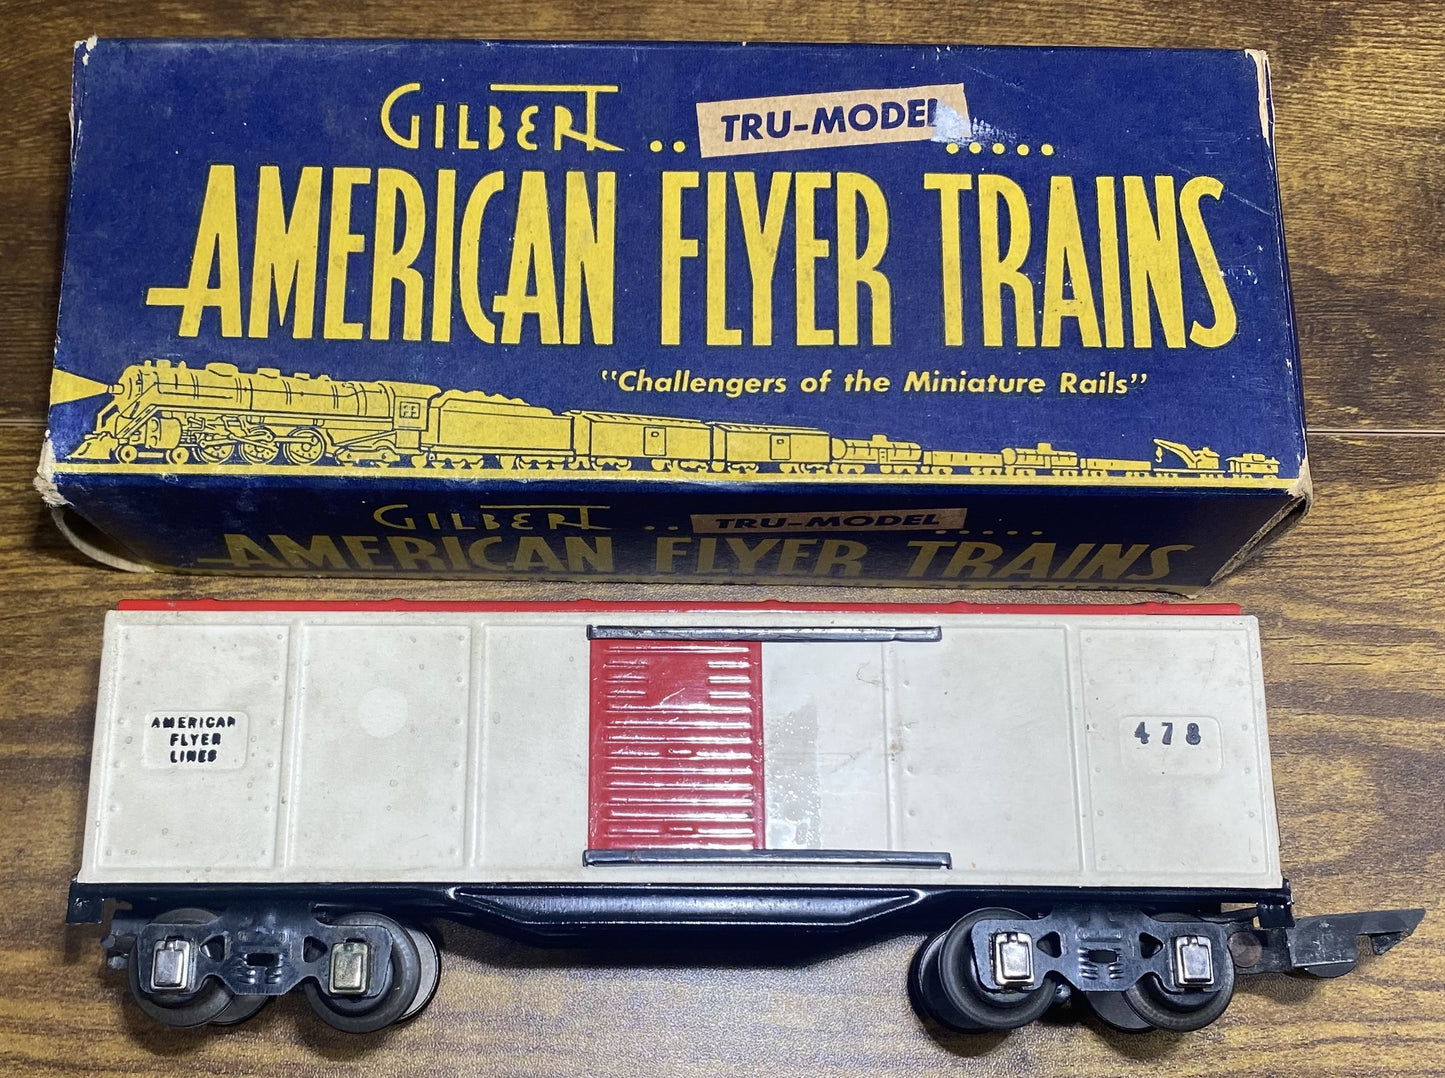 GILBERT .. TRU-MODEL .....
AMERICAN FLYER TRAINS
"Challengers of the Miniature Rails"
GILBERT .. TRU-MODEL .....
AMERICAN FLYER TRAINS
AMERICAN
FLYER
LINES
478